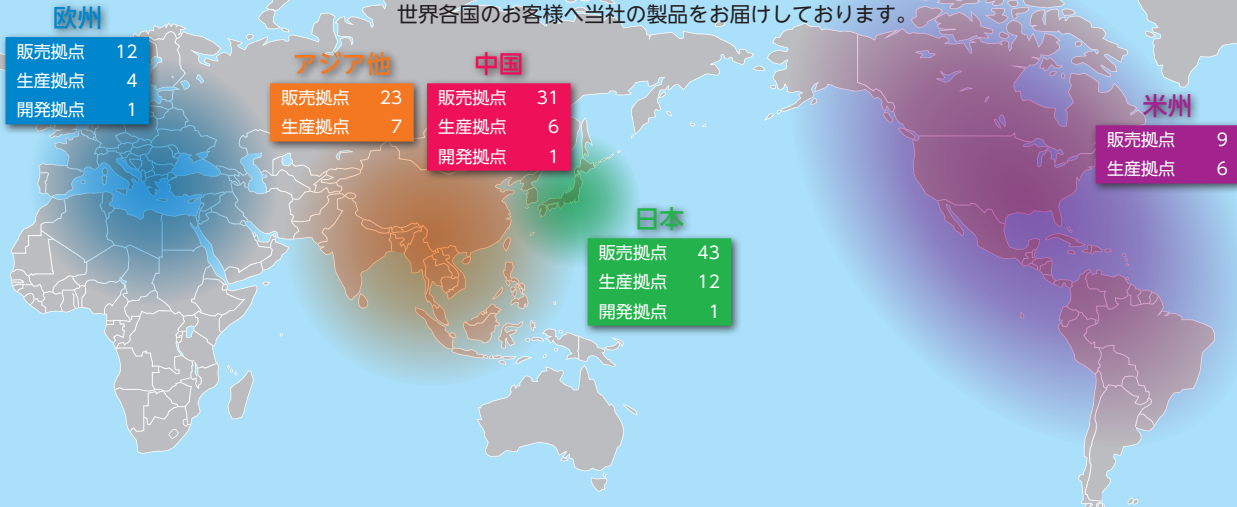 世界各国のお客様へ当社の製品をお届けしております。
欧州
販売拠点 12
生産拠点 4
開発拠点 1
アジア他
販売拠点 23
生産拠点 7
中国
販売拠点 31
生産拠点 6
開発拠点 1
日本
販売拠点 43
生産拠点 12
開発拠点 1
米州
販売拠点 9
生産拠点 6